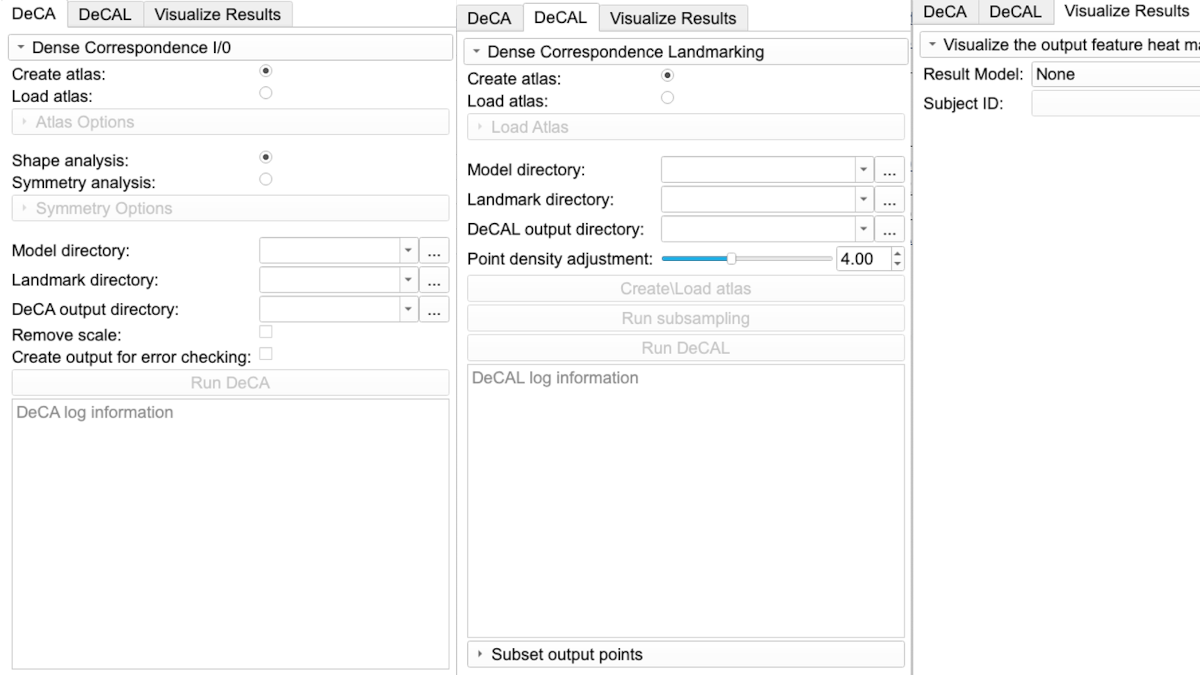 DeCA DeCAL Visualize Results
Dense Correspondence I/0
Create atlas:
Load atlas:
Atlas Options
Shape analysis:
Symmetry analysis:
Symmetry Options
Model directory: ...
Landmark directory: ...
DeCA output directory: ...
Remove scale:
Create output for error checking:
Run DeCA
DeCA log information
DeCA DeCAL Visualize Results
Dense Correspondence Landmarking
Create atlas:
Load atlas:
Load Atlas
Model directory: ...
Landmark directory: ...
DeCAL output directory: ...
Point density adjustment: 4.00
Create\Load atlas
Run subsampling
Run DeCAL
DeCAL log information
Subset output points
DeCA DeCAL Visualize Results
Visualize the output feature heat ma
Result Model: None
Subject ID: